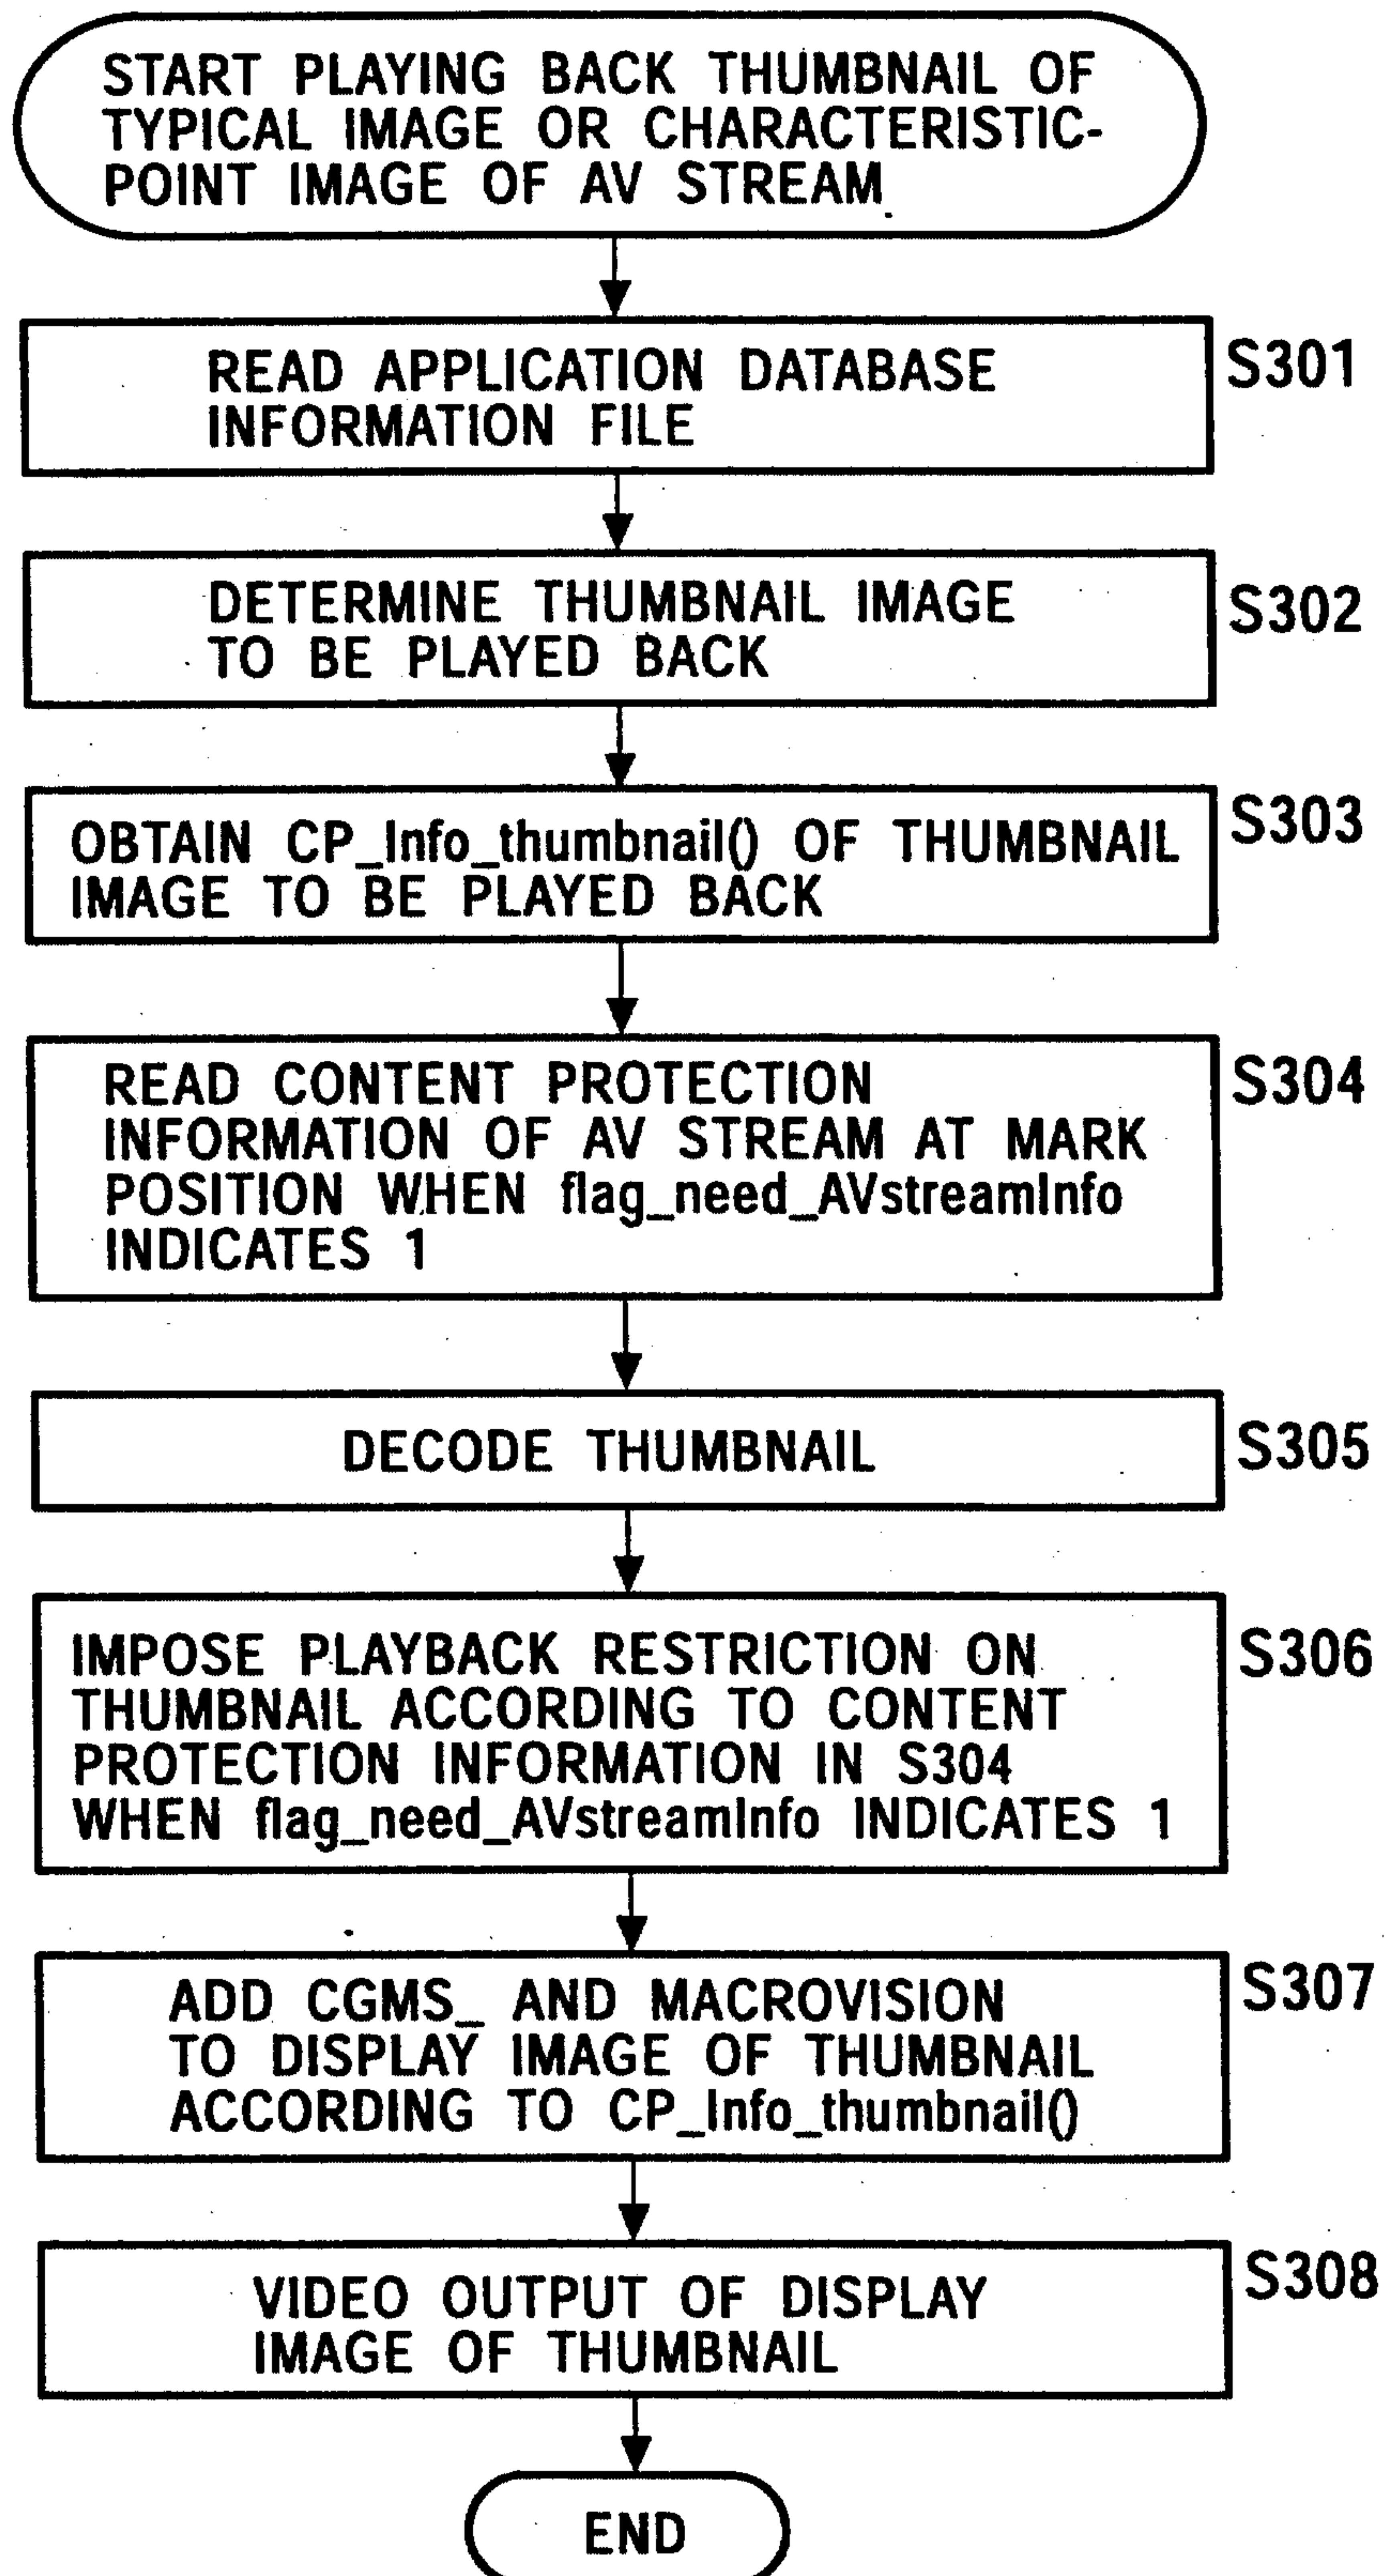 START PLAYING BACK THUMBNAIL OF
TYPICAL IMAGE OR CHARACTERISTIC-
POINT IMAGE OF AV STREAM
READ APPLICATION DATABASE
INFORMATION FILE
S301
DETERMINE THUMBNAIL IMAGE
TO BE PLAYED BACK
S302
OBTAIN CP_Info_thumbnail() OF THUMBNAIL
IMAGE TO BE PLAYED BACK
S303
READ CONTENT PROTECTION
INFORMATION OF AV STREAM AT MARK
POSITION WHEN flag_need_AVstreamInfo
INDICATES 1
S304
DECODE THUMBNAIL
S305
IMPOSE PLAYBACK RESTRICTION ON
THUMBNAIL ACCORDING TO CONTENT
PROTECTION INFORMATION IN S304
WHEN flag_need_AVstreamInfo INDICATES 1
S306
ADD CGMS_ AND MACROVISION
TO DISPLAY IMAGE OF THUMBNAIL
ACCORDING TO CP_Info_thumbnail()
S307
VIDEO OUTPUT OF DISPLAY
IMAGE OF THUMBNAIL
S308
END